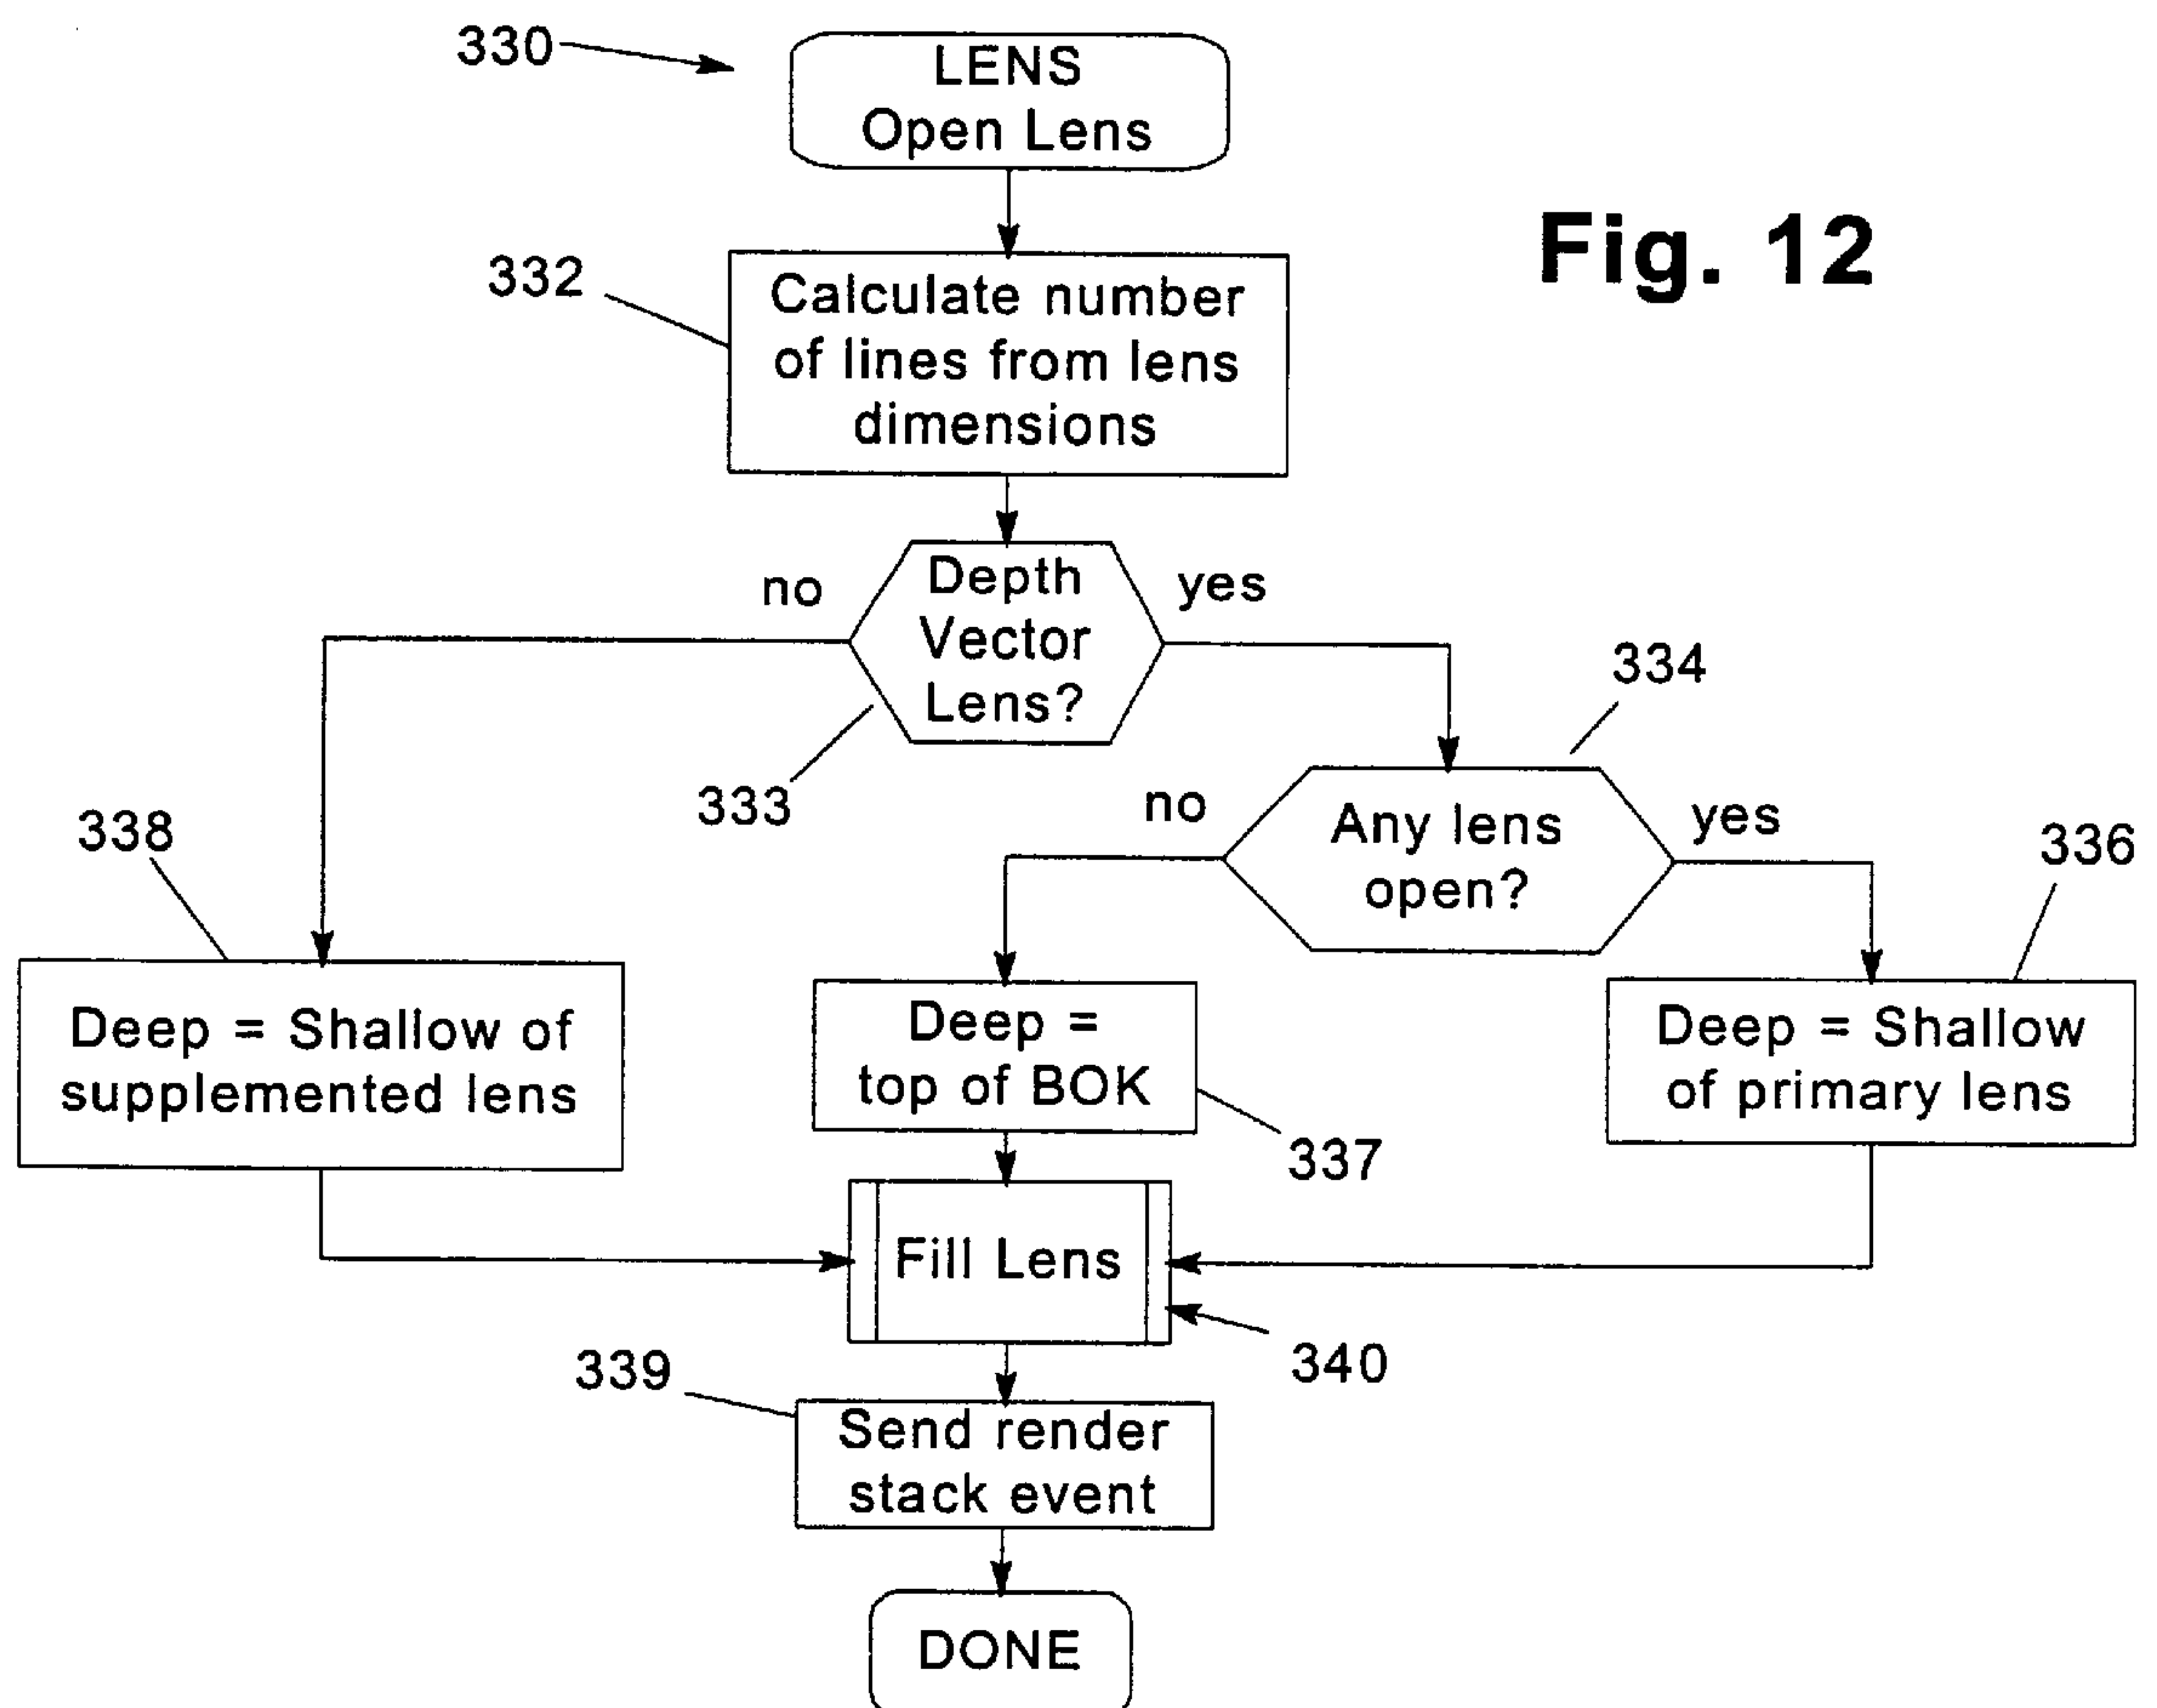 330
LENS
Open Lens
Fig. 12
332
Calculate number
of lines from lens
dimensions
no
Depth
Vector
Lens?
yes
333
334
no
Any lens
open?
yes
338
336
Deep = Shallow of
supplemented lens
Deep =
top of BOK
337
Deep = Shallow
of primary lens
Fill Lens
340
339
Send render
stack event
DONE